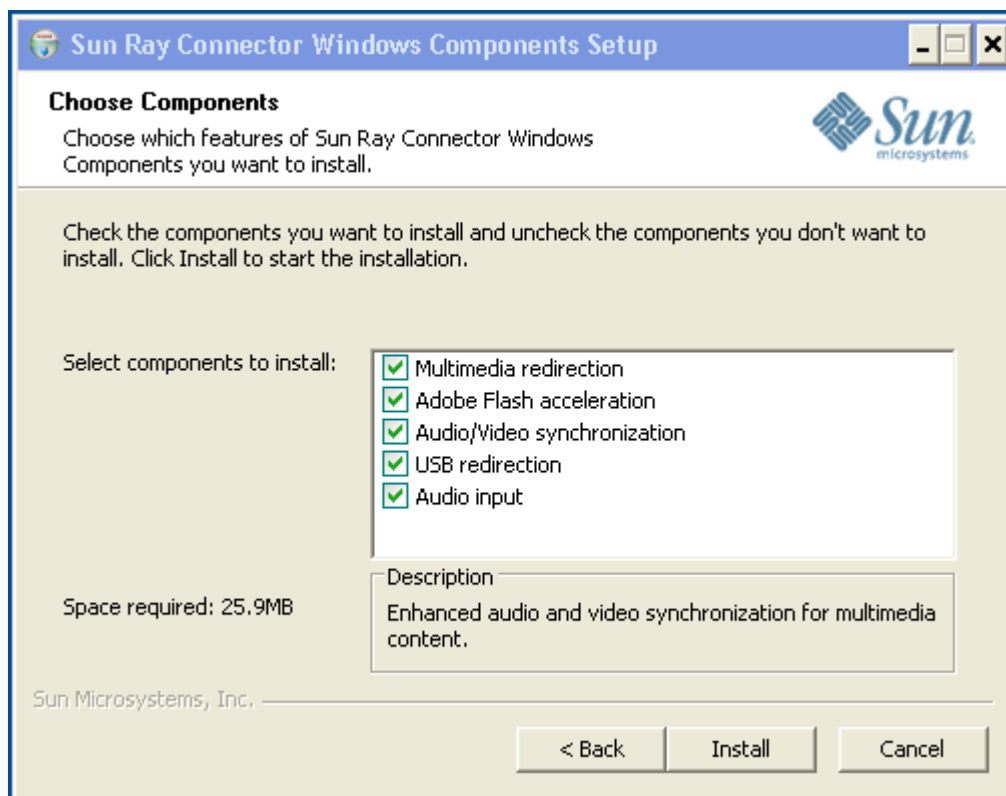 Sun Ray Connector Windows Components Setup
Choose Components
Choose which features of Sun Ray Connector Windows
Components you want to install.
Sun
microsystems
Check the components you want to install and uncheck the components you don't want to
install. Click Install to start the installation.
Select components to install:
Multimedia redirection
Adobe Flash acceleration
Audio/Video synchronization
USB redirection
Audio input
Space required: 25.9MB
Description
Enhanced audio and video synchronization for multimedia
content.
Sun Microsystems, Inc.
< Back
Install
Cancel